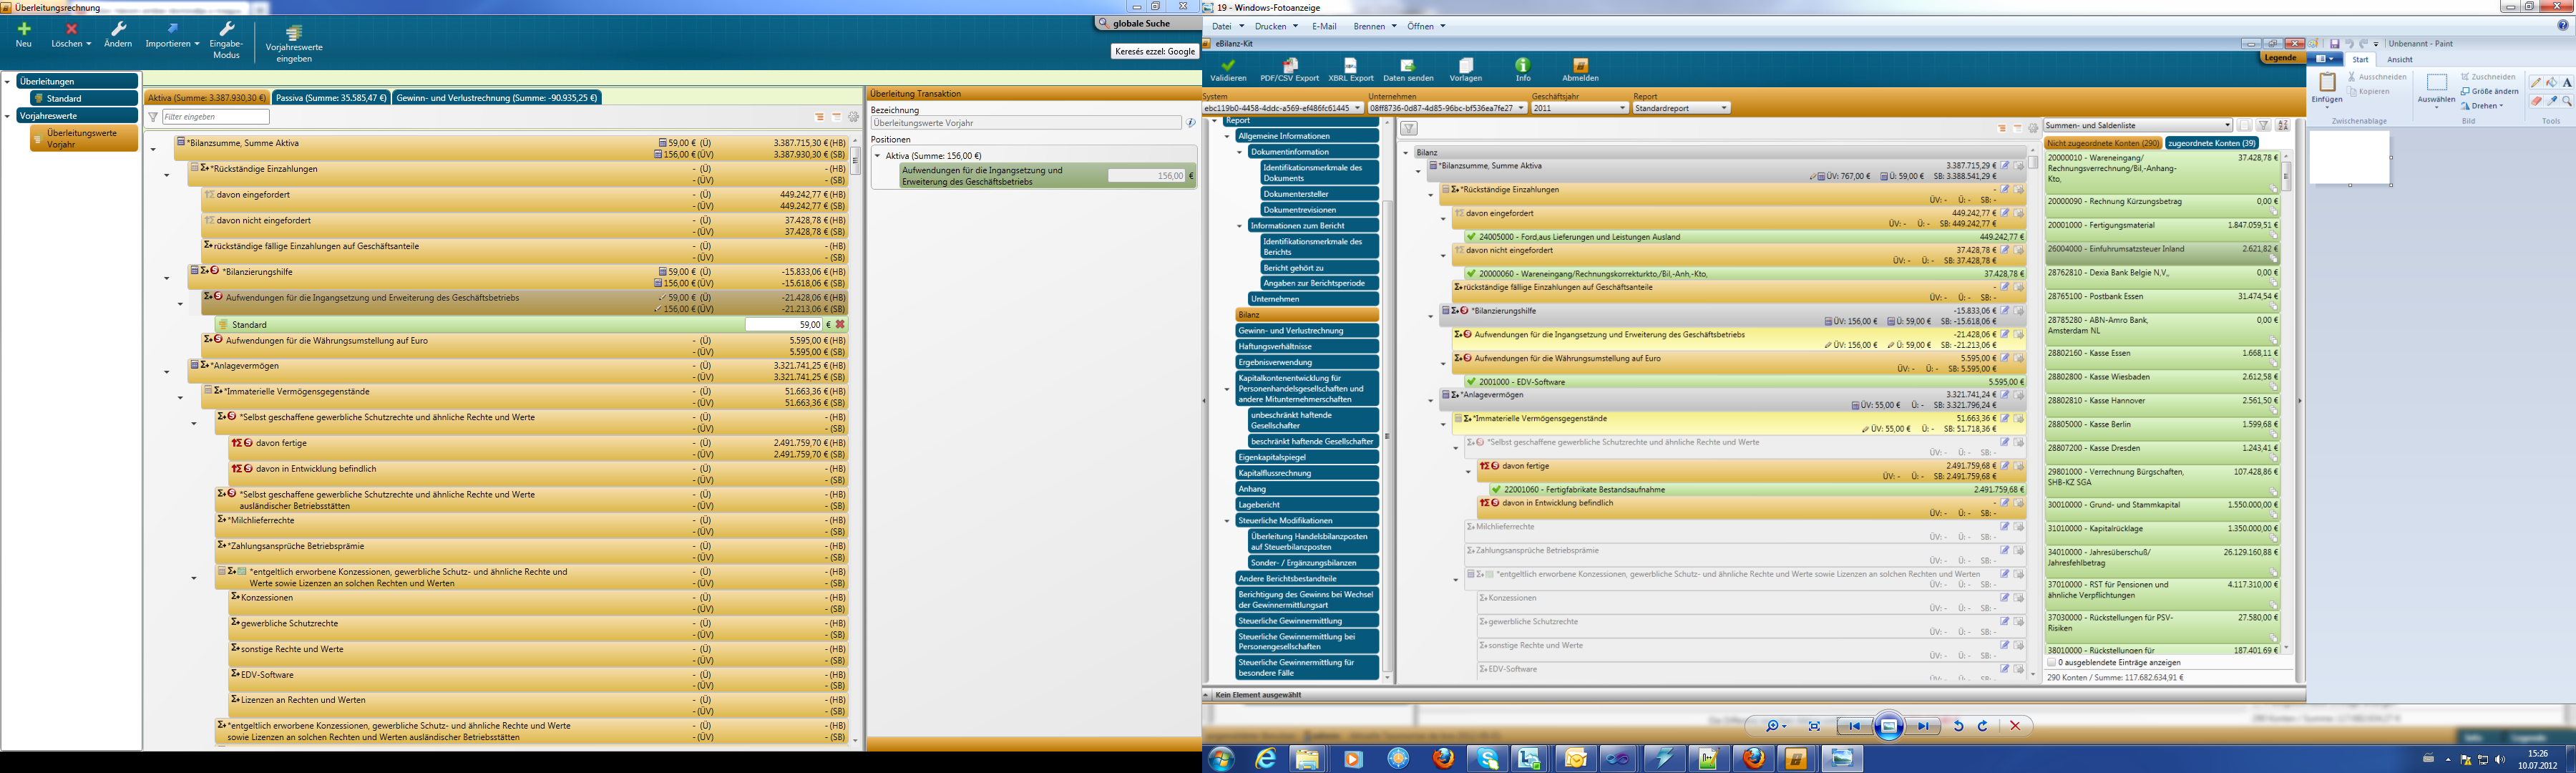 Überleitungsrechnung
globale Suche
Neu
Löschen
Ändern
Importieren
Eingabe-
Modus
Vorjahreswerte
eingeben
Keresés ezzel: Google
Überleitungen
Standard
Vorjahreswerte
Überleitungswerte
Vorjahr
Aktiva (Summe: 3.387.930,30 €)
Passiva (Summe: 35.585,47 €)
Gewinn- und Verlustrechnung (Summe: -90.935,25 €)
Filter eingeben
*Bilanzsumme, Summe Aktiva 59,00 € (Ü) 3.387.715,30 € (HB)
156,00 € (ÜV) 3.387.930,30 € (SB)
*Rückständige Einzahlungen - (Ü) - (HB)
- (ÜV) - (SB)
davon eingefordert - (Ü) 449.242,77 € (HB)
- (ÜV) 449.242,77 € (SB)
davon nicht eingefordert - (Ü) 37.428,78 € (HB)
- (ÜV) 37.428,78 € (SB)
rückständige fällige Einzahlungen auf Geschäftsanteile - (Ü) - (HB)
- (ÜV) - (SB)
*Bilanzierungshilfe 59,00 € (Ü) -15.833,06 € (HB)
156,00 € (ÜV) -15.618,06 € (SB)
Aufwendungen für die Ingangsetzung und Erweiterung des Geschäftsbetriebs 59,00 € (Ü) -21.428,06 € (HB)
156,00 € (ÜV) -21.213,06 € (SB)
Standard 59,00 €
Aufwendungen für die Währungsumstellung auf Euro - (Ü) 5.595,00 € (HB)
- (ÜV) 5.595,00 € (SB)
*Anlagevermögen - (Ü) 3.321.741,25 € (HB)
- (ÜV) 3.321.741,25 € (SB)
*Immaterielle Vermögensgegenstände - (Ü) 51.663,36 € (HB)
- (ÜV) 51.663,36 € (SB)
*Selbst geschaffene gewerbliche Schutzrechte und ähnliche Rechte und Werte - (Ü) - (HB)
- (ÜV) - (SB)
davon fertige - (Ü) 2.491.759,70 € (HB)
- (ÜV) 2.491.759,70 € (SB)
davon in Entwicklung befindlich - (Ü) - (HB)
- (ÜV) - (SB)
*Selbst geschaffene gewerbliche Schutzrechte und ähnliche Rechte und Werte - (Ü) - (HB)
ausländischer Betriebsstätten - (ÜV) - (SB)
*Milchlieferrechte - (Ü) - (HB)
- (ÜV) - (SB)
*Zahlungsansprüche Betriebsprämie - (Ü) - (HB)
- (ÜV) - (SB)
*entgeltlich erworbene Konzessionen, gewerbliche Schutz- und ähnliche Rechte und - (Ü) - (HB)
Werte sowie Lizenzen an solchen Rechten und Werten - (ÜV) - (SB)
Konzessionen - (Ü) - (HB)
- (ÜV) - (SB)
gewerbliche Schutzrechte - (Ü) - (HB)
- (ÜV) - (SB)
sonstige Rechte und Werte - (Ü) - (HB)
- (ÜV) - (SB)
EDV-Software - (Ü) - (HB)
- (ÜV) - (SB)
Lizenzen an Rechten und Werten - (Ü) - (HB)
- (ÜV) - (SB)
*entgeltlich erworbene Konzessionen, gewerbliche Schutz- und ähnliche Rechte und Werte - (Ü) - (HB)
sowie Lizenzen an solchen Rechten und Werten ausländischer Betriebsstätten - (ÜV) - (SB)
Überleitung Transaktion
Bezeichnung
Überleitungswerte Vorjahr
Positionen
Aktiva (Summe: 156,00 €)
Aufwendungen für die Ingangsetzung und
Erweiterung des Geschäftsbetriebs
156,00 €
19 - Windows-Fotoanzeige
Datei Drucken E-Mail Brennen Öffnen
eBilanz-Kit
Legende
Validieren PDF/CSV Export XBRL Export Daten senden Vorlagen Info Abmelden
System Unternehmen Geschäftsjahr Report
ebc119b0-4458-4ddc-a569-ef486fc61445 08ff8736-0d87-4d85-96bc-bf536ea7fe27 2011 Standardreport
Report
Allgemeine Informationen
Dokumentinformation
Identifikationsmerkmale des
Dokuments
Dokumentersteller
Dokumentrevisionen
Informationen zum Bericht
Identifikationsmerkmale des
Berichts
Bericht gehört zu
Angaben zur Berichtsperiode
Unternehmen
Bilanz
Gewinn- und Verlustrechnung
Haftungsverhältnisse
Ergebnisverwendung
Kapitalkontenentwicklung für
Personenhandelsgesellschaften und
andere Mitunternehmerschaften
unbeschränkt haftende
Gesellschafter
beschränkt haftende Gesellschafter
Eigenkapitalspiegel
Kapitalflussrechnung
Anhang
Lagebericht
Steuerliche Modifikationen
Überleitung Handelsbilanzposten
auf Steuerbilanzposten
Sonder- / Ergänzungsbilanzen
Andere Berichtsbestandteile
Berichtigung des Gewinns bei Wechsel
der Gewinnermittlungsart
Steuerliche Gewinnermittlung
Steuerliche Gewinnermittlung bei
Personengesellschaften
Steuerliche Gewinnermittlung für
besondere Fälle
Bilanz
*Bilanzsumme, Summe Aktiva 3.387.715,29 €
ÜV: 767,00 € Ü: 59,00 € SB: 3.388.541,29 €
*Rückständige Einzahlungen -
ÜV: - Ü: - SB: -
davon eingefordert 449.242,77 €
ÜV: - Ü: - SB: 449.242,77 €
24005000 - Ford,aus Lieferungen und Leistungen Ausland 449.242,77 €
davon nicht eingefordert 37.428,78 €
ÜV: - Ü: - SB: 37.428,78 €
20000060 - Wareneingang/Rechnungskorrekturkto,/Bil,-Anh,-Kto, 37.428,78 €
rückständige fällige Einzahlungen auf Geschäftsanteile -
ÜV: - Ü: - SB: -
*Bilanzierungshilfe -15.833,06 €
ÜV: 156,00 € Ü: 59,00 € SB: -15.618,06 €
Aufwendungen für die Ingangsetzung und Erweiterung des Geschäftsbetriebs -21.428,06 €
ÜV: 156,00 € Ü: 59,00 € SB: -21.213,06 €
Aufwendungen für die Währungsumstellung auf Euro 5.595,00 €
ÜV: - Ü: - SB: 5.595,00 €
2001000 - EDV-Software 5.595,00 €
*Anlagevermögen 3.321.741,24 €
ÜV: 55,00 € Ü: - SB: 3.321.796,24 €
*Immaterielle Vermögensgegenstände 51.663,36 €
ÜV: 55,00 € Ü: - SB: 51.718,36 €
*Selbst geschaffene gewerbliche Schutzrechte und ähnliche Rechte und Werte
ÜV: - Ü: - SB: -
davon fertige 2.491.759,68 €
ÜV: - Ü: - SB: 2.491.759,68 €
22001060 - Fertigfabrikate Bestandsaufnahme 2.491.759,68 €
davon in Entwicklung befindlich -
ÜV: - Ü: - SB: -
Milchlieferrechte
ÜV: - Ü: - SB: -
Zahlungsansprüche Betriebsprämie
ÜV: - Ü: - SB: -
*entgeltlich erworbene Konzessionen, gewerbliche Schutz- und ähnliche Rechte und Werte sowie Lizenzen an solchen Rechten und Werten
ÜV: - Ü: - SB: -
Konzessionen
ÜV: - Ü: - SB: -
gewerbliche Schutzrechte
ÜV: - Ü: - SB: -
sonstige Rechte und Werte
ÜV: - Ü: - SB: -
EDV-Software
ÜV: - Ü: - SB: -
Summen- und Saldenliste
Nicht zugeordnete Konten (290)
zugeordnete Konten (39)
20000010 - Wareneingang/ 37.428,78 €
Rechnungsverrechnung/Bil,-Anhang-
Kto,
20000090 - Rechnung Kürzungsbetrag 0,00 €
20001000 - Fertigungsmaterial 1.847.059,51 €
26004000 - Einfuhrumsatzsteuer Inland 2.621,82 €
28762810 - Dexia Bank Belgie N,V,, 0,00 €
28765100 - Postbank Essen 31.474,54 €
28785280 - ABN-Amro Bank, 0,00 €
Amsterdam NL
28802160 - Kasse Essen 1.668,11 €
28802800 - Kasse Wiesbaden 2.612,58 €
28802810 - Kasse Hannover 2.561,50 €
28805000 - Kasse Berlin 1.599,68 €
28807200 - Kasse Dresden 1.243,41 €
29801000 - Verrechnung Bürgschaften, 107.428,86 €
SHB-KZ SGA
30010000 - Grund- und Stammkapital 1.550.000,00 €
31010000 - Kapitalrücklage 1.350.000,00 €
34010000 - Jahresüberschuß/ 26.129.160,88 €
Jahresfehlbetrag
37010000 - RST für Pensionen und 4.117.310,00 €
ähnliche Verpflichtungen
37030000 - Rückstellungen für PSV- 27.580,00 €
Risiken
38010000 - Rückstellungen für 187.401,69 €
0 ausgeblendete Einträge anzeigen
290 Konten / Summe: 117.682.634,91 €
Kein Element ausgewählt
Unbenannt - Paint
Start Ansicht
Einfügen
Ausschneiden
Kopieren
Zwischenablage
Auswählen
Zuschneiden
Größe ändern
Drehen
Bild
Tools
15:26
10.07.2012